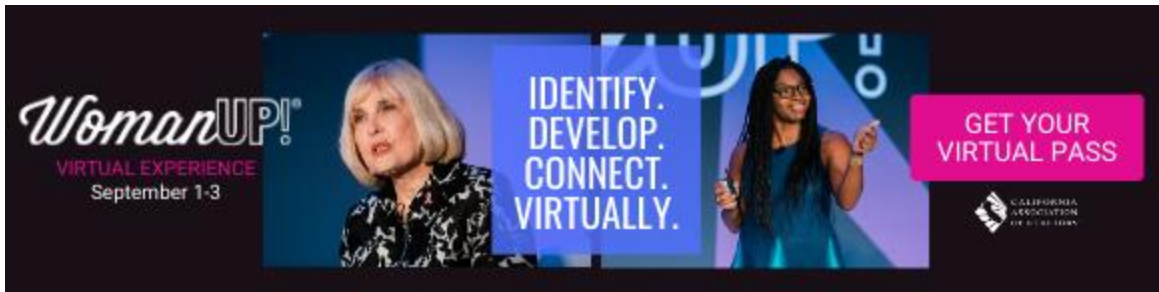 WomanUP!®
VIRTUAL EXPERIENCE
September 1-3
IDENTIFY.
DEVELOP.
CONNECT.
VIRTUALLY.
GET YOUR
VIRTUAL PASS
CALIFORNIA
ASSOCIATION
OF REALTORS